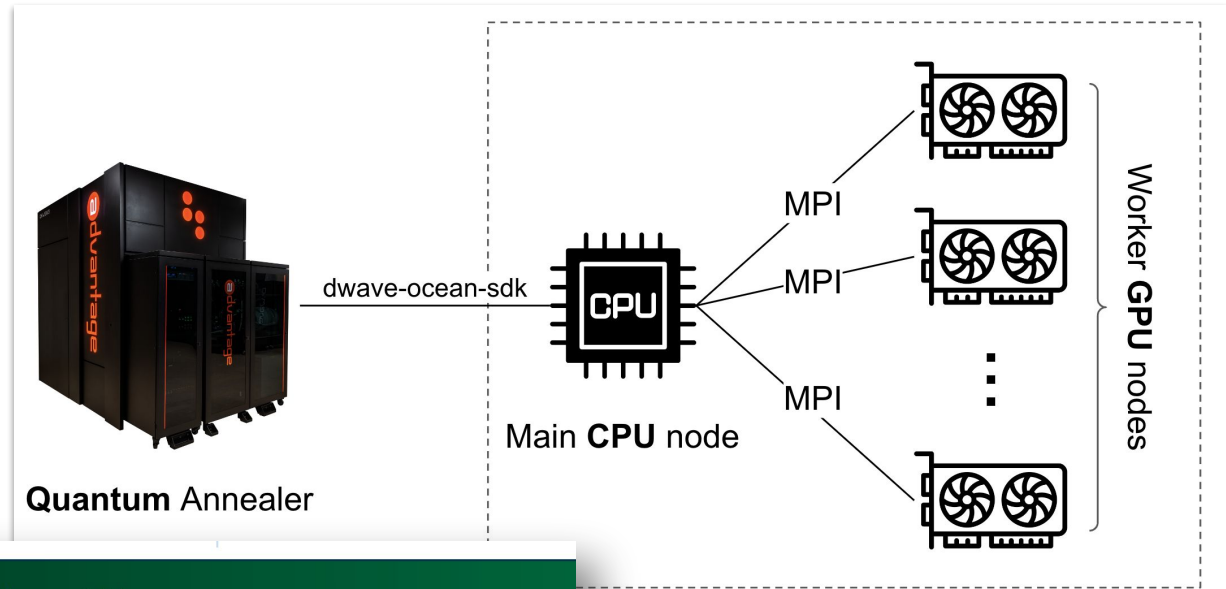 advantage
advantage
dwave-ocean-sdk
CPU
MPI
MPI
MPI
Main CPU node
Worker GPU nodes
Quantum Annealer